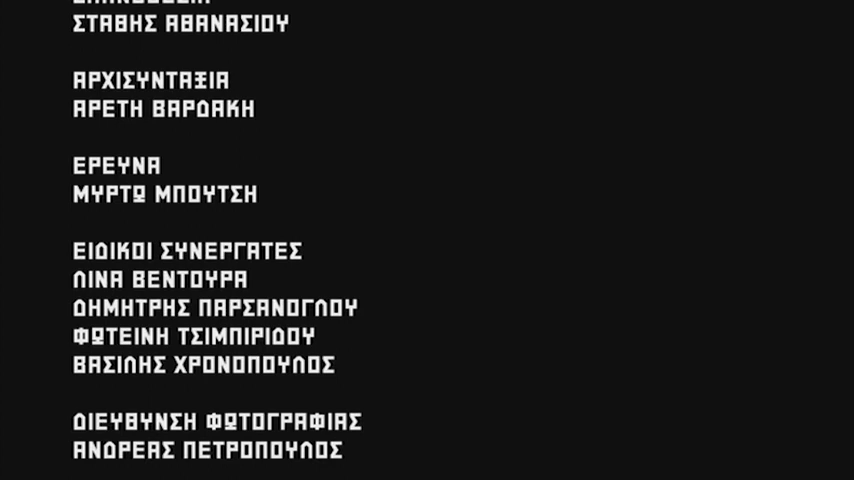 ΣΤΑΘΗΣ ΑΘΑΝΑΣΙΟΥ
ΑΡΧΙΣΥΝΤΑΞΙΑ
ΑΡΕΤΗ ΒΑΡΔΑΚΗ
ΕΡΕΥΝΑ
ΜΥΡΤΩ ΜΠΟΥΤΣΗ
ΕΙΔΙΚΟΙ ΣΥΝΕΡΓΑΤΕΣ
ΛΙΝΑ ΒΕΝΤΟΥΡΑ
ΔΗΜΗΤΡΗΣ ΠΑΡΣΑΝΟΓΛΟΥ
ΦΩΤΕΙΝΗ ΤΣΙΜΠΙΡΙΔΟΥ
ΒΑΣΙΛΗΣ ΧΡΟΝΟΠΟΥΛΟΣ
ΔΙΕΥΘΥΝΣΗ ΦΩΤΟΓΡΑΦΙΑΣ
ΑΝΔΡΕΑΣ ΠΕΤΡΟΠΟΥΛΟΣ